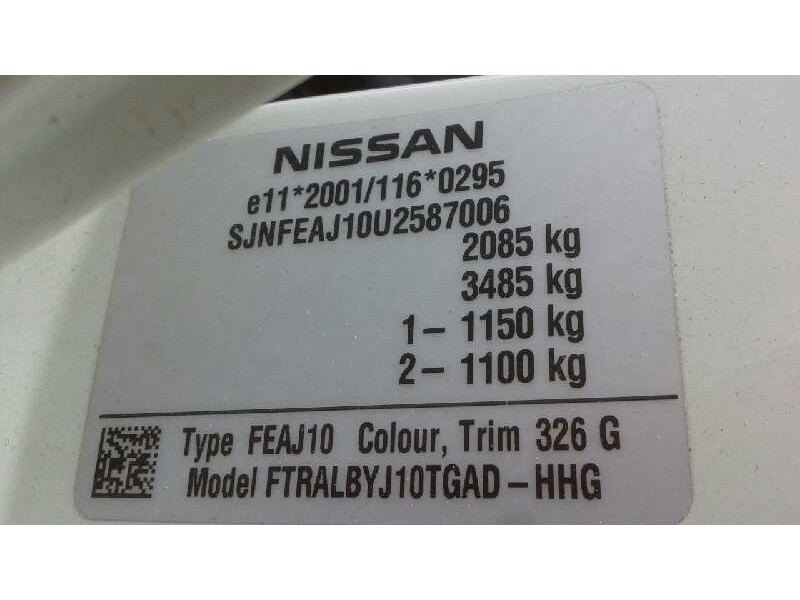 NISSAN
e11*2001/116*0295
SJNFEAJ10U2587006
2085 kg
3485 kg
1- 1150 kg
2- 1100 kg
Type FEAJ10 Colour, Trim 326 G
Model FTRALBYJ10TGAD-HHG